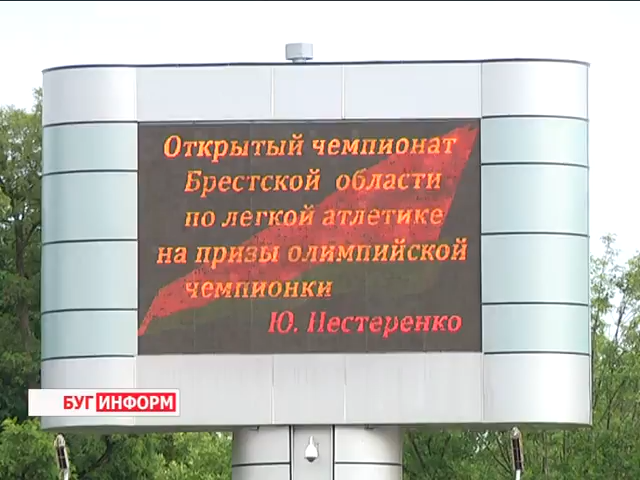 Открытый чемпионат
Брестской области
по легкой атлетике
на призы олимпийской
чемпионки
Ю. Нестеренко
БУГИНФОРМ